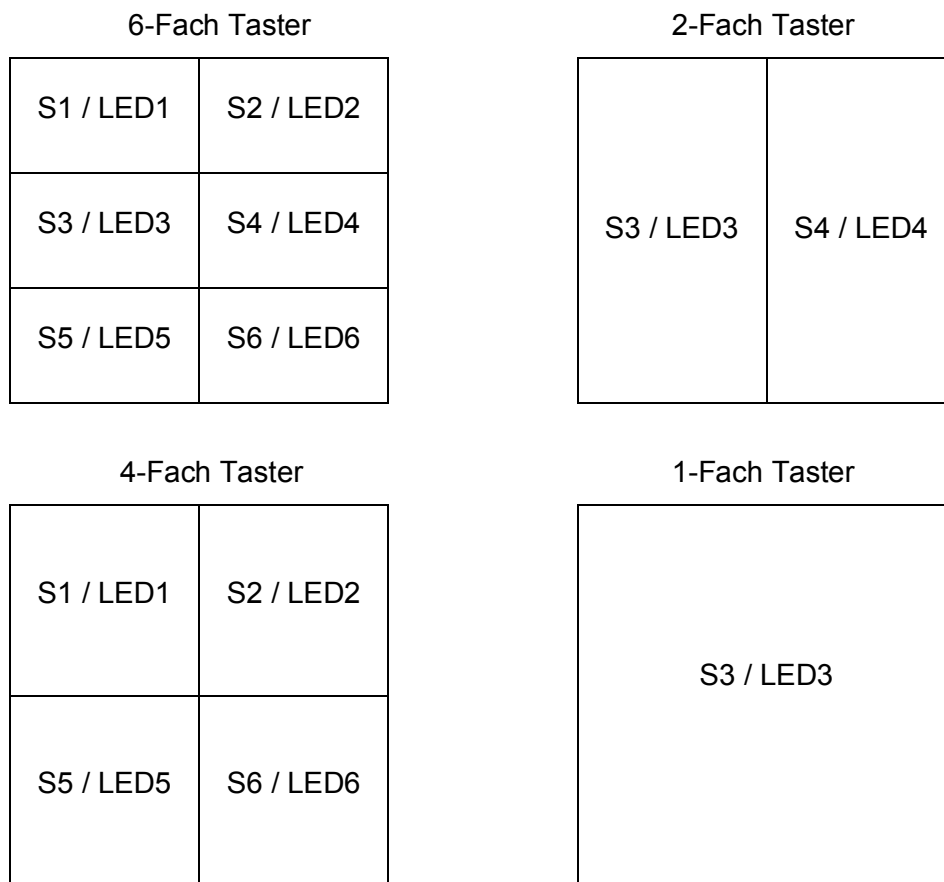 6-Fach Taster
S1 / LED1
S2 / LED2
S3 / LED3
S4 / LED4
S5 / LED5
S6 / LED6
2-Fach Taster
S3 / LED3
S4 / LED4
4-Fach Taster
S1 / LED1
S2 / LED2
S5 / LED5
S6 / LED6
1-Fach Taster
S3 / LED3